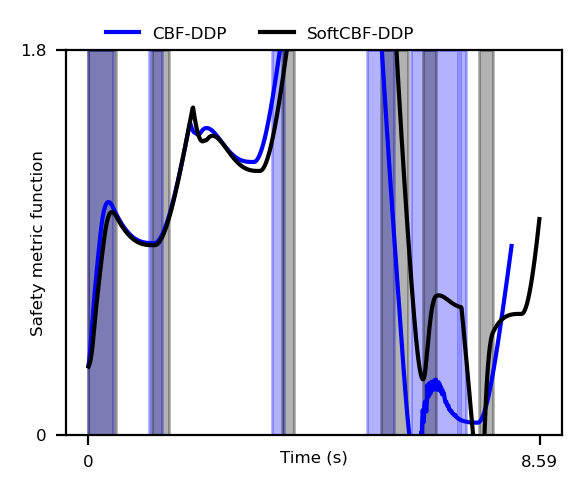 CBF-DDP
SoftCBF-DDP
1.8
Safety metric function
0
0
Time (s)
8.59